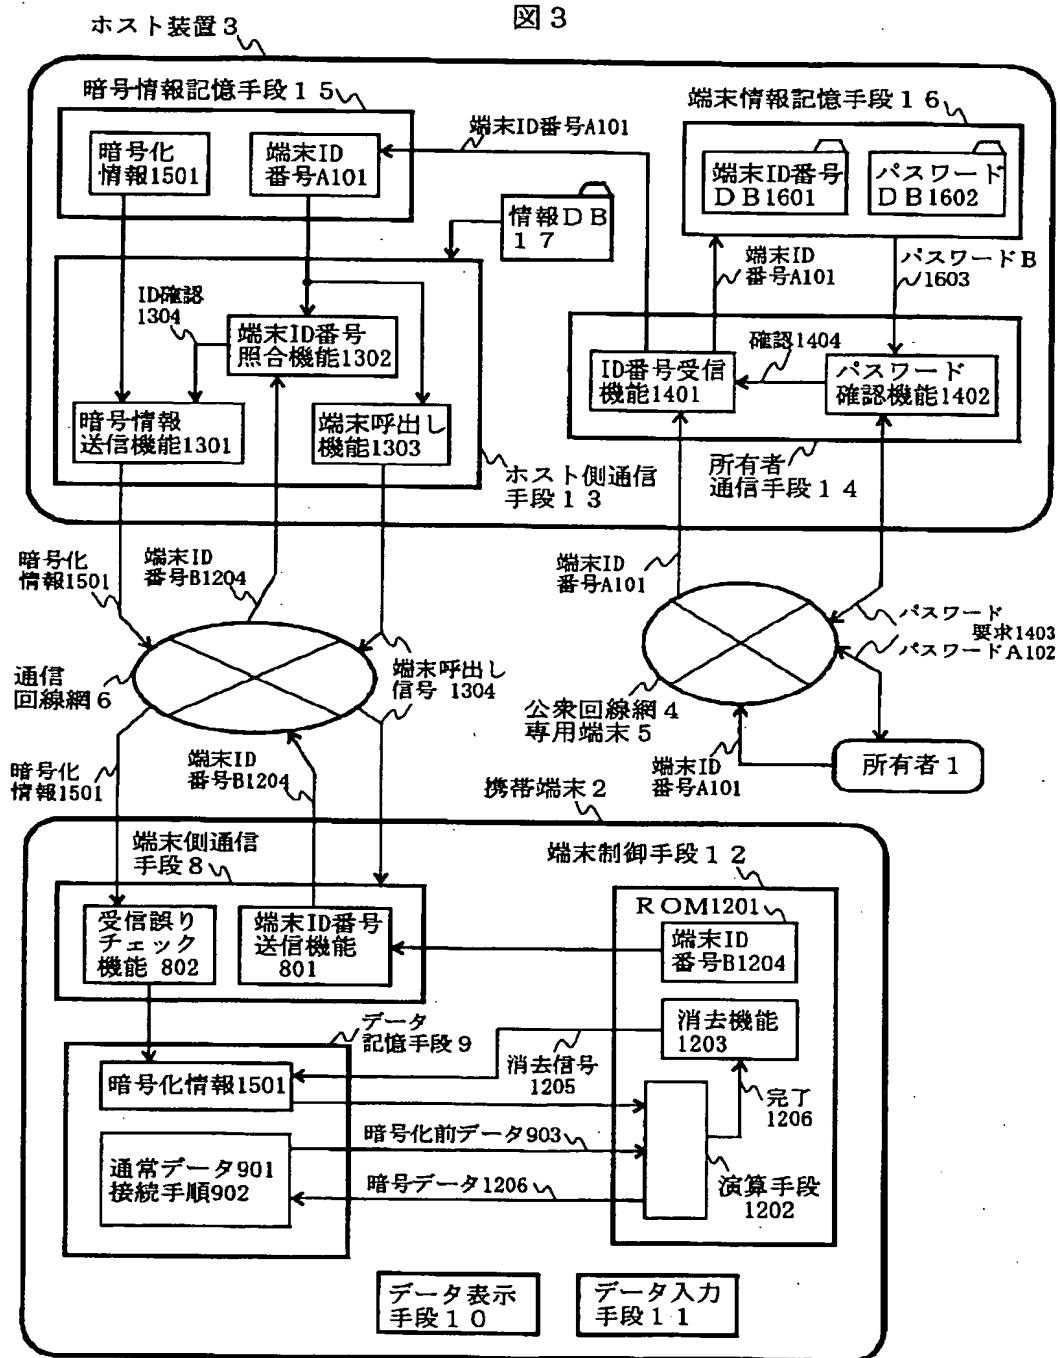 図3
ホスト装置3
暗号情報記憶手段15
暗号化
情報1501
端末ID
番号A101
端末ID番号A101
情報DB
17
端末情報記憶手段16
端末ID番号
DB1601
パスワード
DB1602
端末ID
番号A101
パスワードB
1603
ID確認
1304
端末ID番号
照合機能1302
暗号情報
送信機能1301
端末呼出し
機能1303
ホスト側通信
手段13
確認1404
ID番号受信
機能1401
パスワード
確認機能1402
所有者
通信手段14
暗号化
情報1501
端末ID
番号B1204
端末ID
番号A101
パスワード
要求1403
パスワードA102
通信
回線網6
端末呼出し
信号 1304
公衆回線網4
専用端末5
所有者1
端末ID
番号A101
暗号化
情報1501
端末ID
番号B1204
携帯端末2
端末側通信
手段8
端末制御手段12
受信誤り
チェック
機能 802
端末ID番号
送信機能
801
ROM1201
端末ID
番号B1204
データ
記憶手段9
消去機能
1203
暗号化情報1501
消去信号
1205
完了
1206
暗号化前データ903
通常データ901
接続手順902
暗号データ1206
演算手段
1202
データ表示
手段10
データ入力
手段11